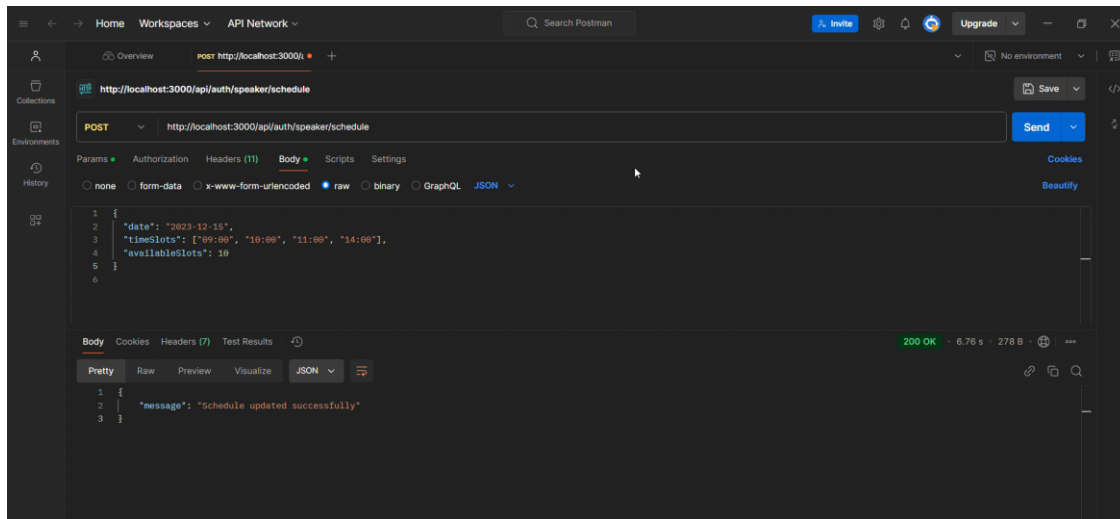 Home Workspaces API Network Search Postman Invite Upgrade
Overview POST http://localhost:3000/a No environment
http://localhost:3000/api/auth/speaker/schedule Save
Collections
POST http://localhost:3000/api/auth/speaker/schedule Send
Environments
Params Authorization Headers (11) Body Scripts Settings Cookies
History
none form-data x-www-form-urlencoded raw binary GraphQL JSON Beautify
1 {
2 "date": "2023-12-15",
3 "timeSlots": ["09:00", "10:00", "11:00", "14:00"],
4 "availableSlots": 10
5 }
6
Body Cookies Headers (7) Test Results 200 OK 6.76 s 278 B
Pretty Raw Preview Visualize JSON
1 {
2 "message": "Schedule updated successfully"
3 }